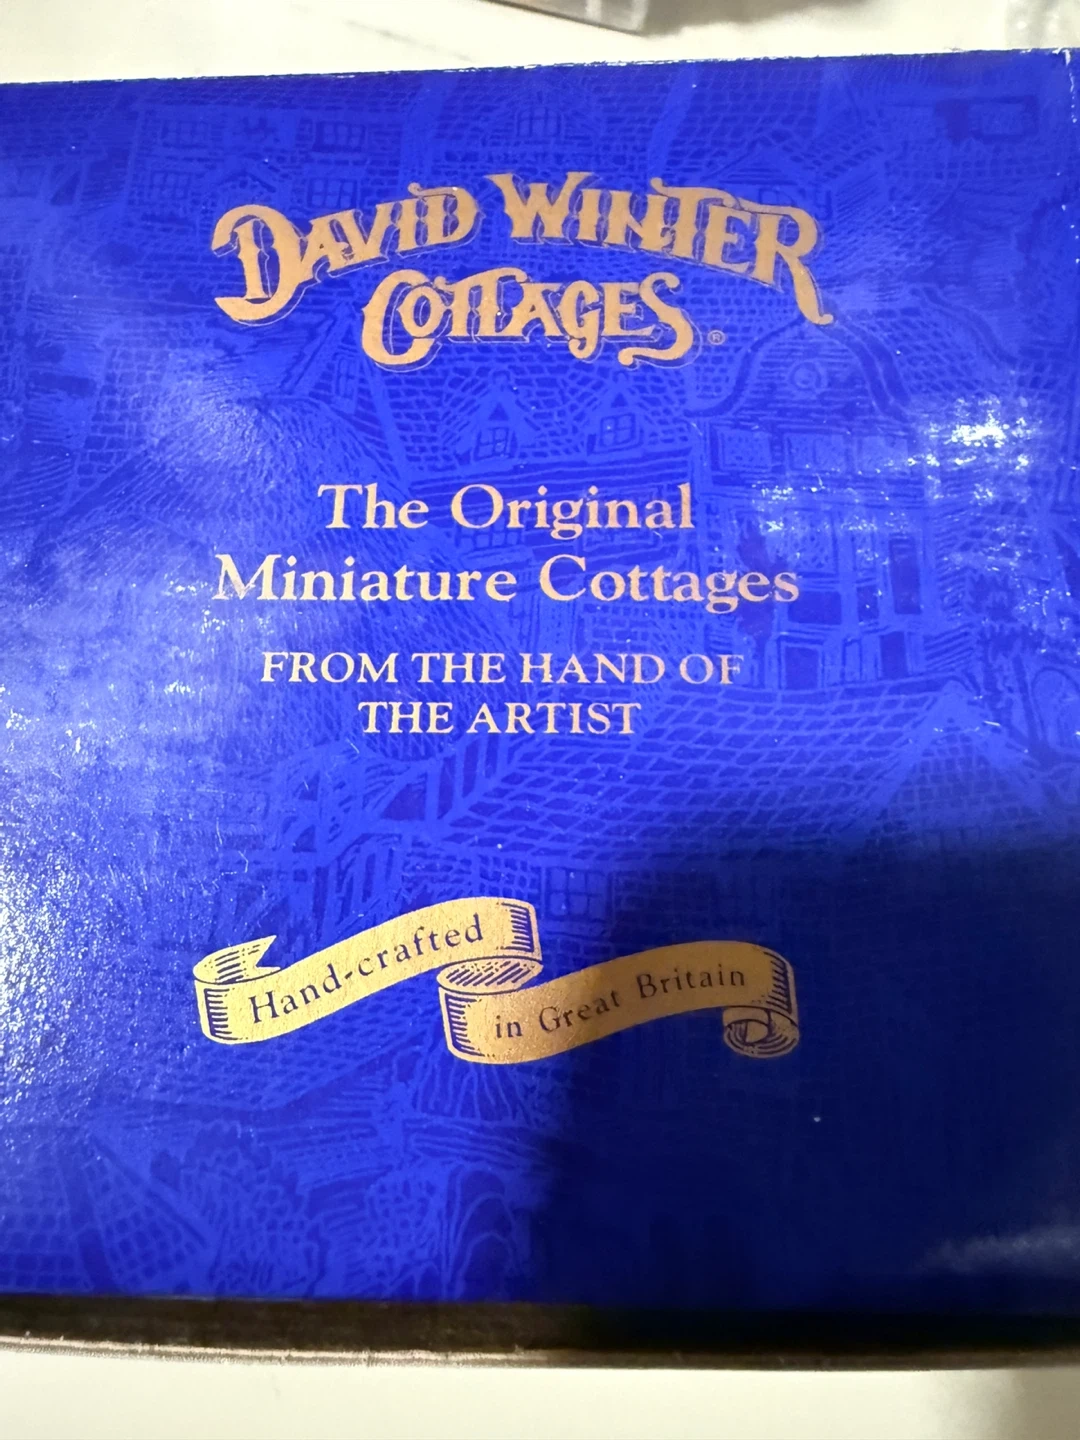 DAVID WINTER
COTTAGES®
The Original
Miniature Cottages
FROM THE HAND OF
THE ARTIST
Hand-crafted
in Great Britain